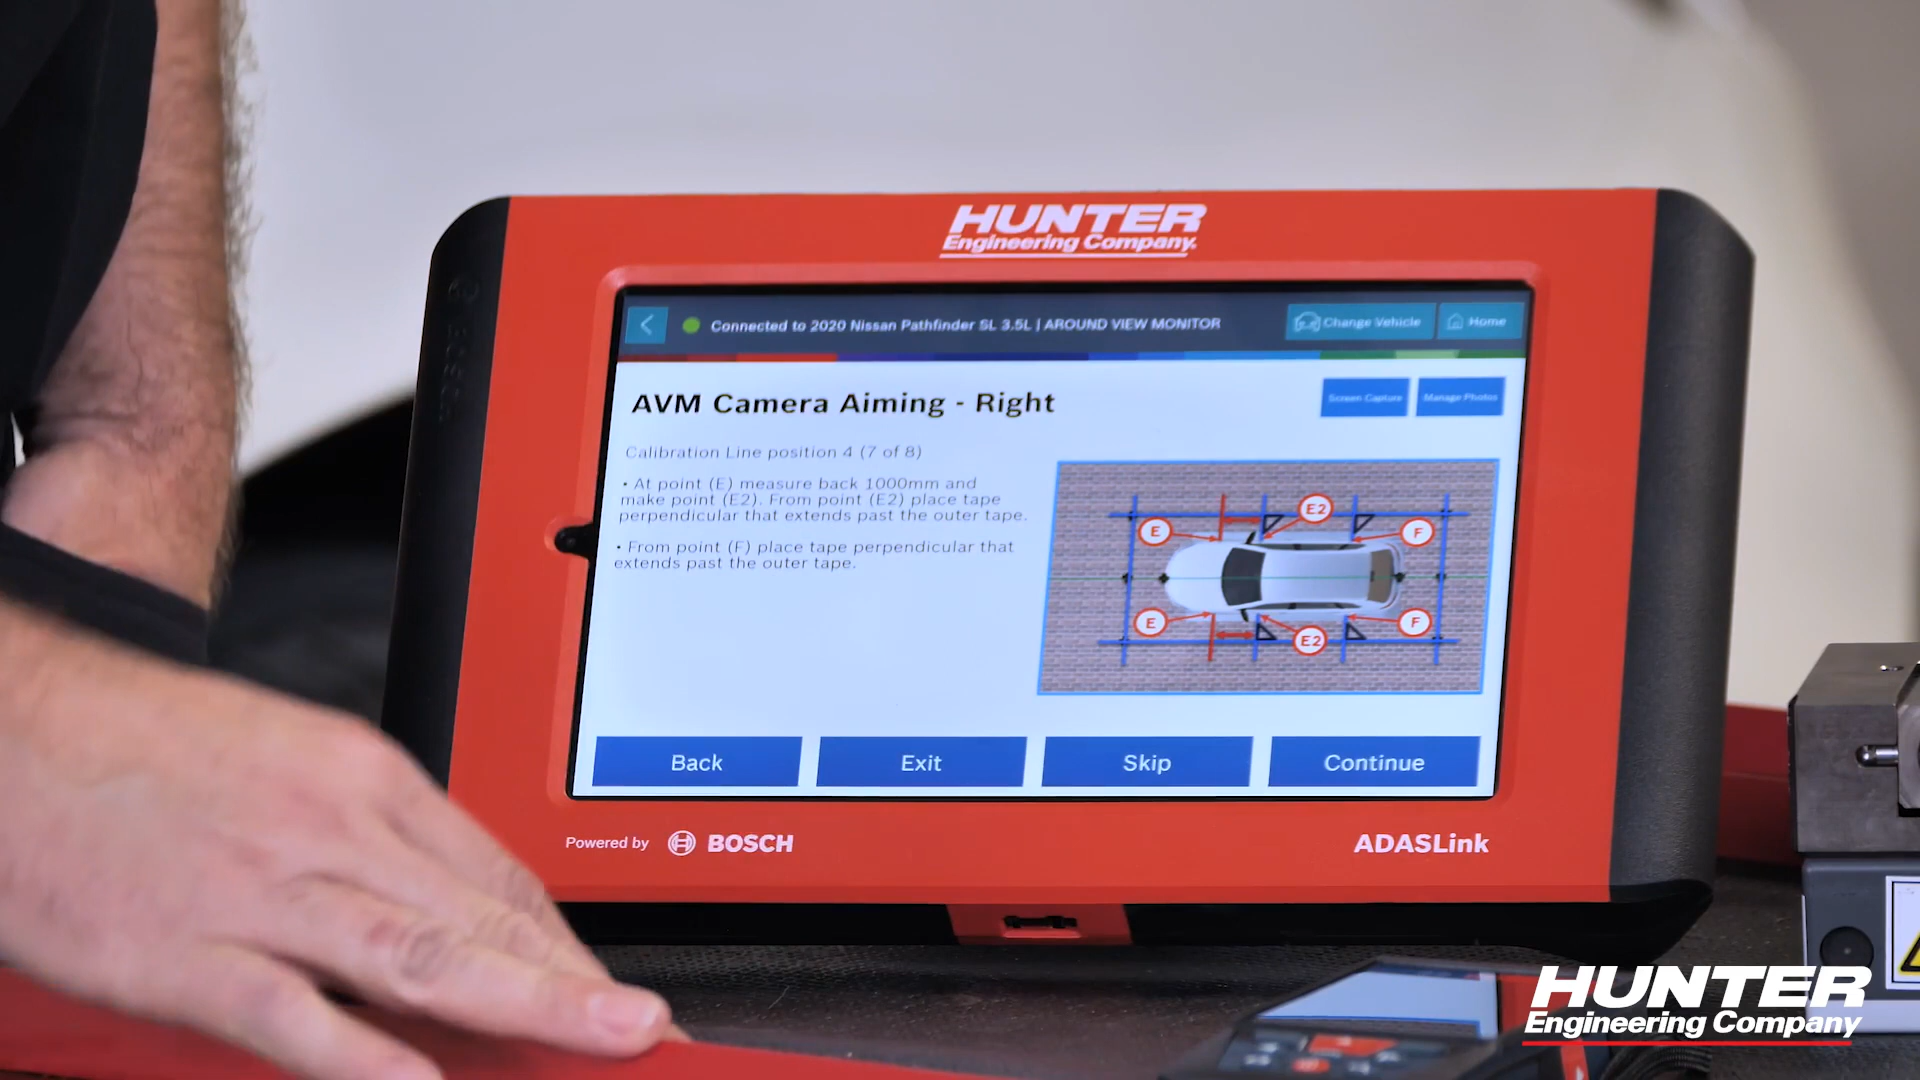 HUNTER
Engineering Company.
Connected to 2020 Nissan Pathfinder SL 3.5L | AROUND VIEW MONITOR
Change Vehicle
Home
AVM Camera Aiming - Right
Screen Capture
Manage Photos
Calibration Line position 4 (7 of 8)
• At point (E) measure back 1000mm and
make point (E2). From point (E2) place tape
perpendicular that extends past the outer tape.
• From point (F) place tape perpendicular that
extends past the outer tape.
E
E2
F
E
E2
F
Back
Exit
Skip
Continue
Powered by BOSCH
ADASLink
HUNTER
Engineering Company